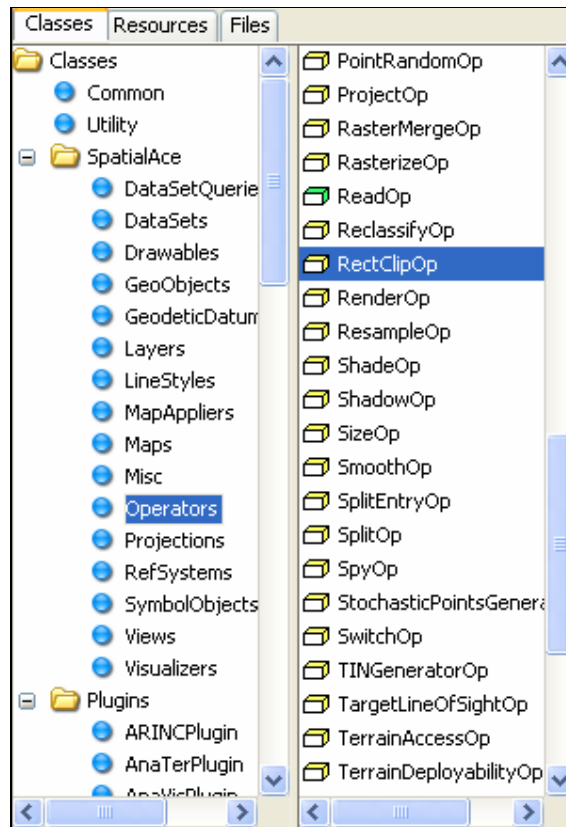 Classes Resources Files
Classes
Common
Utility
SpatialAce
DataSetQuerie
DataSets
Drawables
GeoObjects
GeodeticDatum
Layers
LineStyles
MapAppliers
Maps
Misc
Operators
Projections
RefSystems
SymbolObjects
Views
Visualizers
Plugins
ARINCPlugin
AnaTerPlugin
AnaVisPlugin
PointRandomOp
ProjectOp
RasterMergeOp
RasterizeOp
ReadOp
ReclassifyOp
RectClipOp
RenderOp
ResampleOp
ShadeOp
ShadowOp
SizeOp
SmoothOp
SplitEntryOp
SplitOp
SpyOp
StochasticPointsGenera
SwitchOp
TINGeneratorOp
TargetLineOfSightOp
TerrainAccessOp
TerrainDeployabilityOp